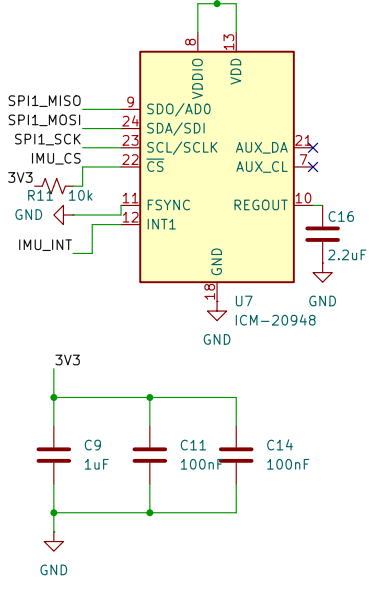 8
13
VDDIO
VDD
SPI1_MISO
9
SDO/AD0
SPI1_MOSI
24
SDA/SDI
SPI1_SCK
23
SCL/SCLK
AUX_DA
21
IMU_CS
22
CS
AUX_CL
7
3V3
R11 10k
GND
11
FSYNC
REGOUT
10
C16
2.2uF
GND
IMU_INT
12
INT1
GND
18
U7
ICM-20948
GND
3V3
C9
1uF
C11
100nF
C14
100nF
GND